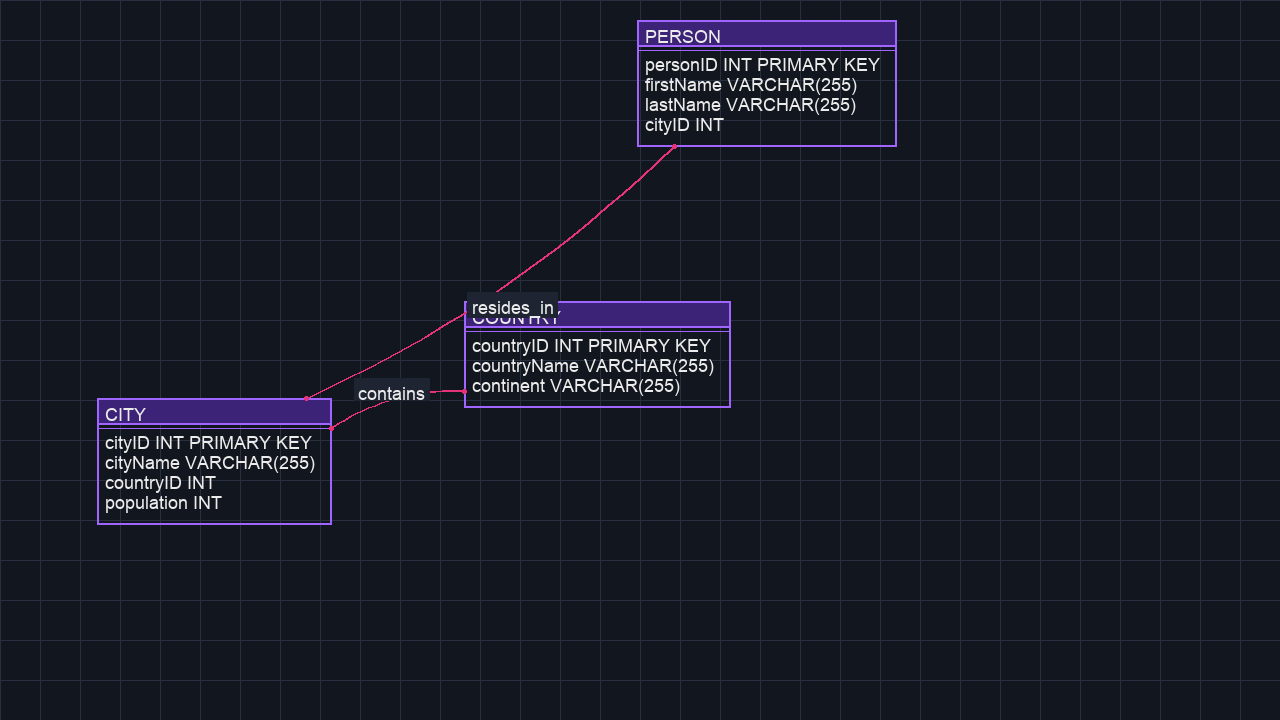 PERSON
personID INT PRIMARY KEY
firstName VARCHAR(255)
lastName VARCHAR(255)
cityID INT
resides_in
COUNTRY
countryID INT PRIMARY KEY
countryName VARCHAR(255)
continent VARCHAR(255)
contains
CITY
cityID INT PRIMARY KEY
cityName VARCHAR(255)
countryID INT
population INT